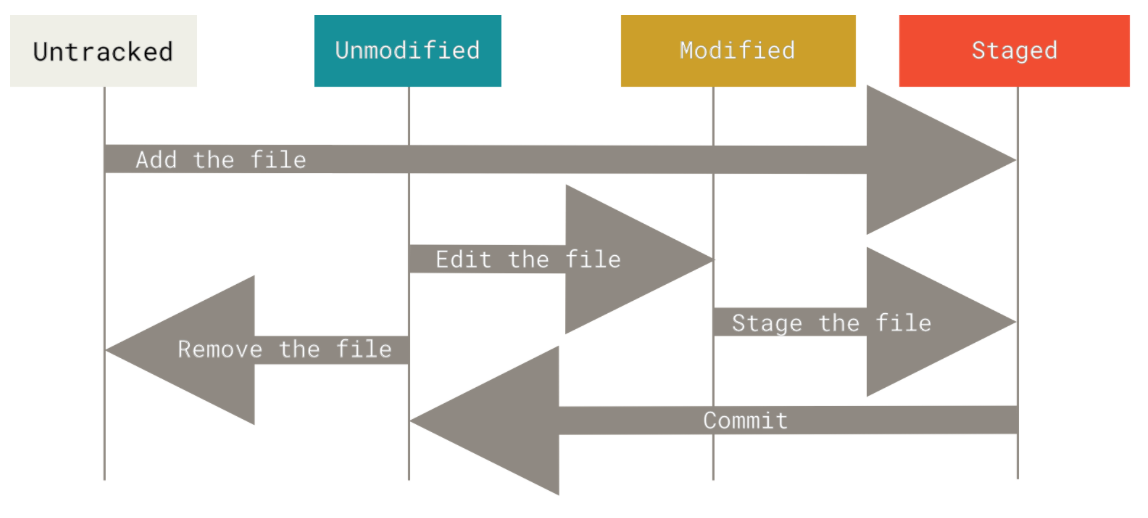 Untracked
Unmodified
Modified
Staged
Add the file
Edit the file
Stage the file
Remove the file
Commit